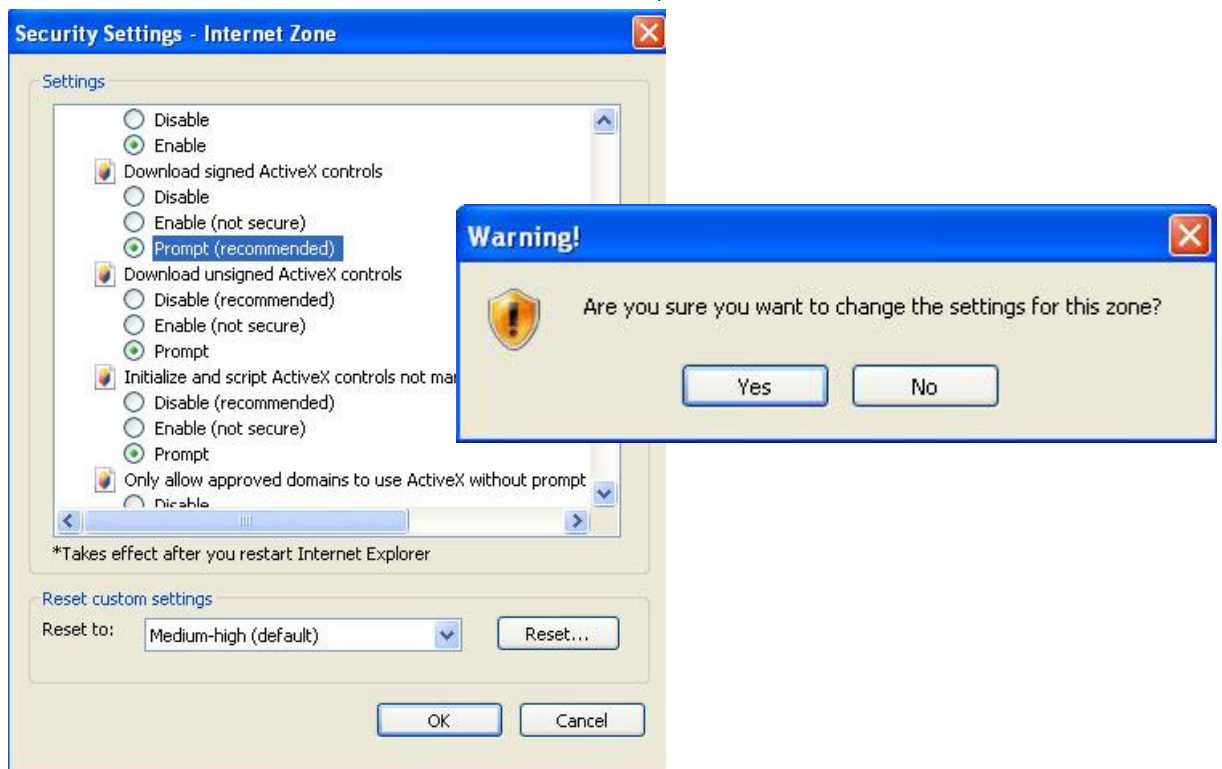 Security Settings - Internet Zone
Settings
Disable
Enable
Download signed ActiveX controls
Disable
Enable (not secure)
Prompt (recommended)
Download unsigned ActiveX controls
Disable (recommended)
Enable (not secure)
Prompt
Initialize and script ActiveX controls not
Disable (recommended)
Enable (not secure)
Prompt
Only allow approved domains to use ActiveX without prompt
Disable
*Takes effect after you restart Internet Explorer
Reset custom settings
Reset to:
Medium-high (default)
Reset...
OK
Cancel
Warning!
Are you sure you want to change the settings for this zone?
Yes
No